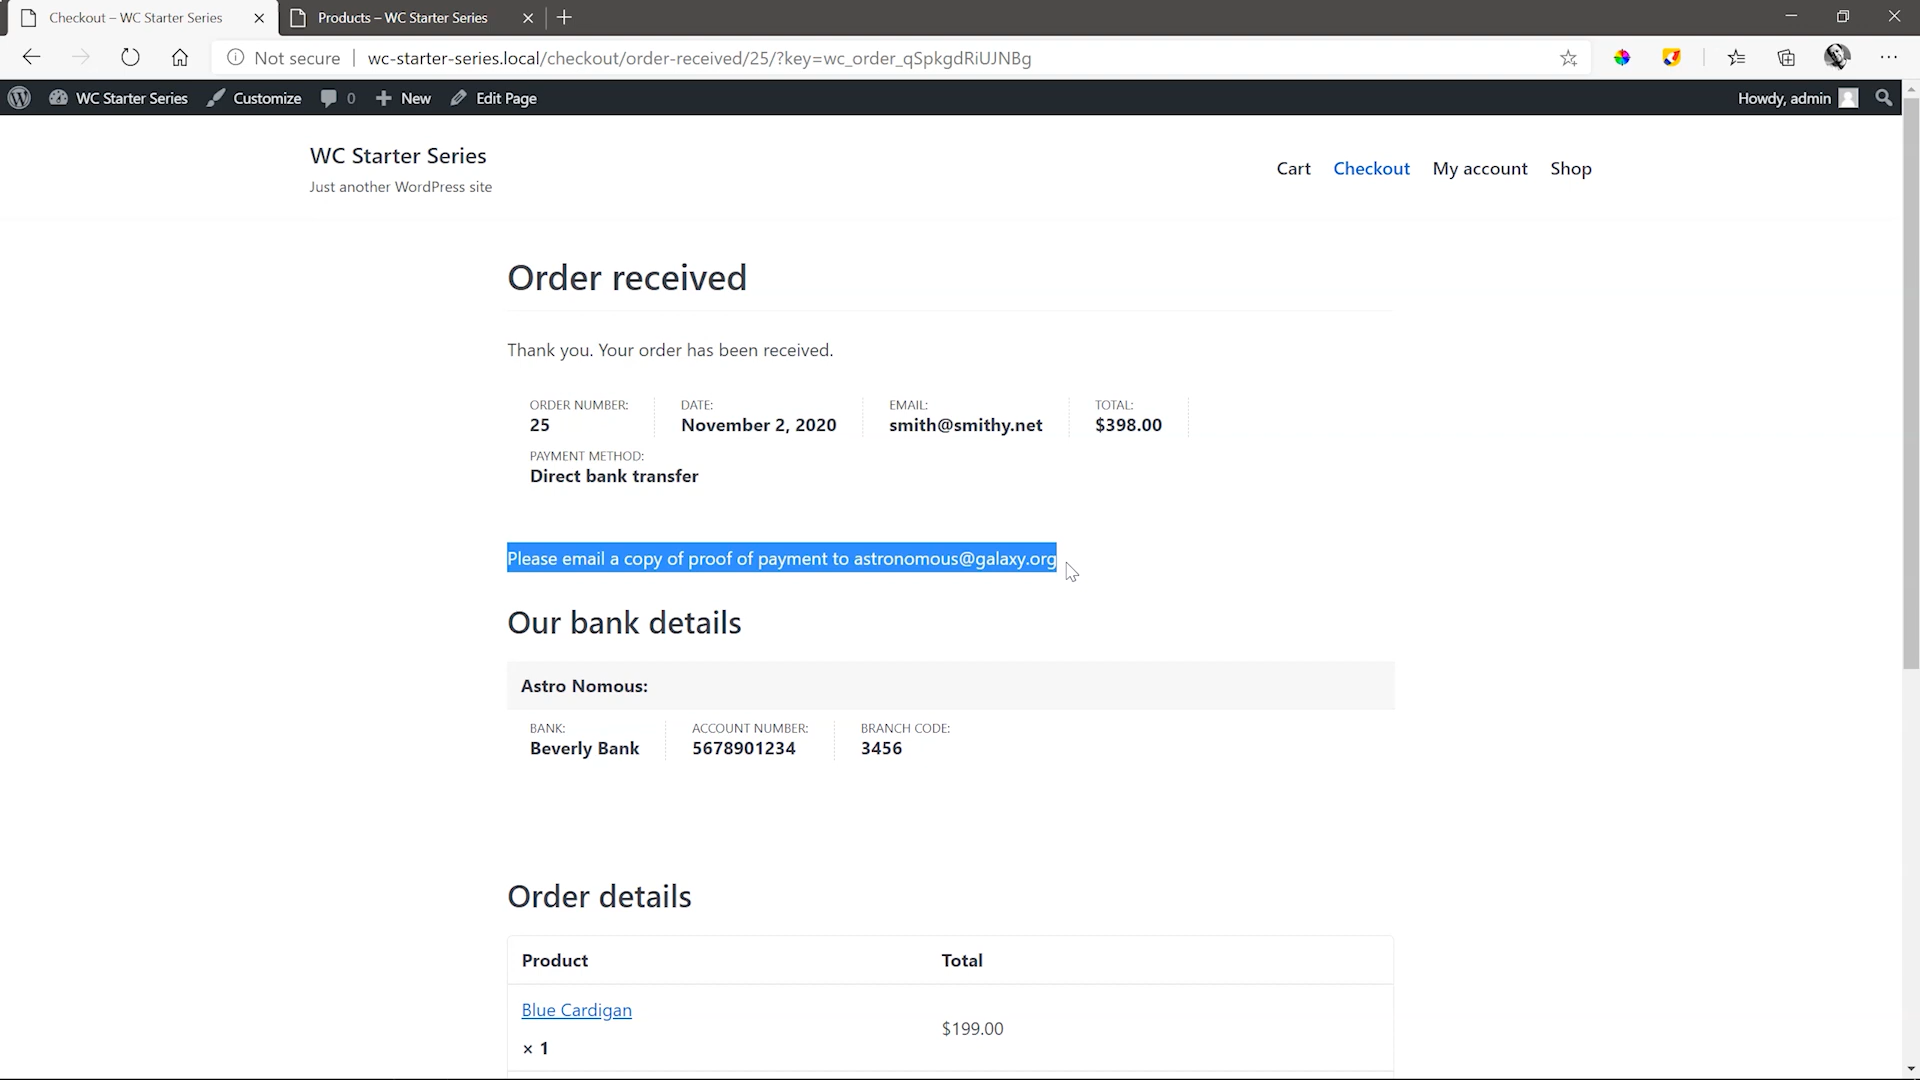 Checkout – WC Starter Series
Products – WC Starter Series
Not secure
wc-starter-series.local/checkout/order-received/25/?key=wc_order_qSpkgdRiUJNBg
WC Starter Series
Customize
0
New
Edit Page
Howdy, admin
WC Starter Series
Just another WordPress site
Cart
Checkout
My account
Shop
Order received
Thank you. Your order has been received.
ORDER NUMBER:
25
DATE:
November 2, 2020
EMAIL:
smith@smithy.net
TOTAL:
$398.00
PAYMENT METHOD:
Direct bank transfer
Please email a copy of proof of payment to astronomous@galaxy.org
Our bank details
Astro Nomous:
BANK:
Beverly Bank
ACCOUNT NUMBER:
5678901234
BRANCH CODE:
3456
Order details
Product
Total
Blue Cardigan
× 1
$199.00